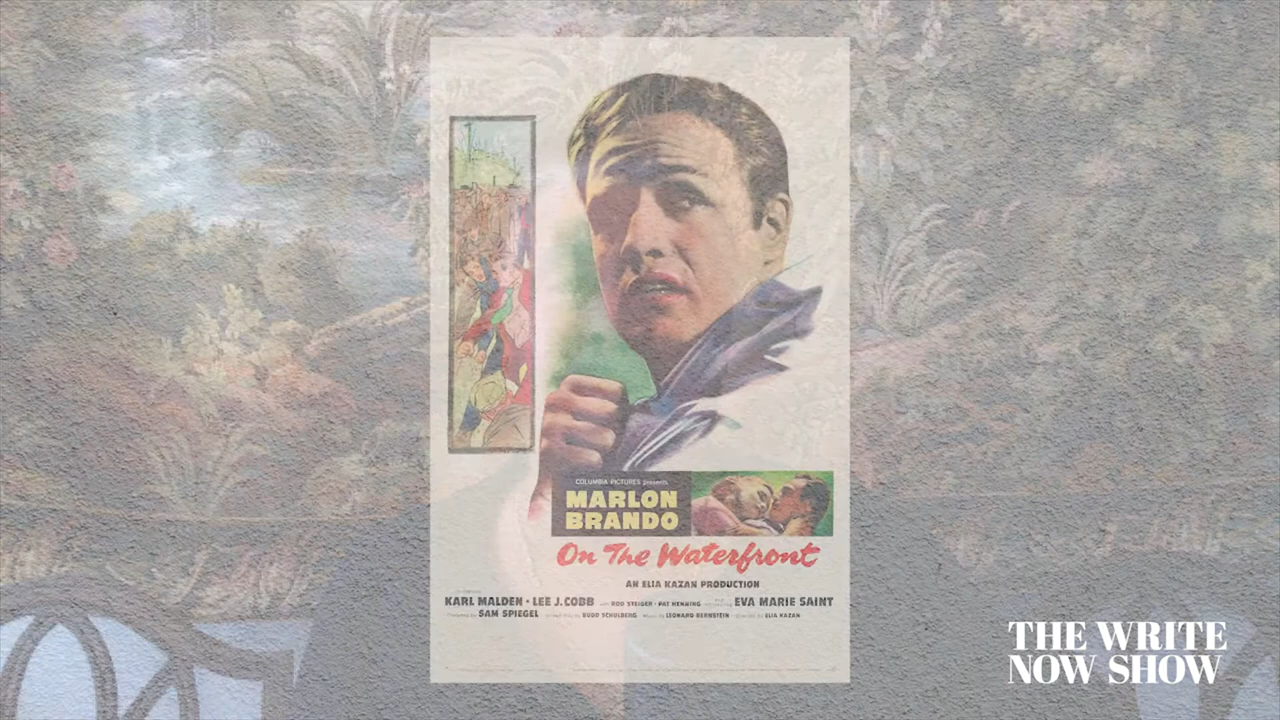 COLUMBIA PICTURES presents
MARLON
BRANDO
On The Waterfront
AN ELIA KAZAN PRODUCTION
KARL MALDEN • LEE J. COBB with ROD STEIGER • PAT HENNING EVA MARIE SAINT
SAM SPIEGEL BUDD SCHULBERG LEONARD BERNSTEIN ELIA KAZAN
THE WRITE
NOW SHOW